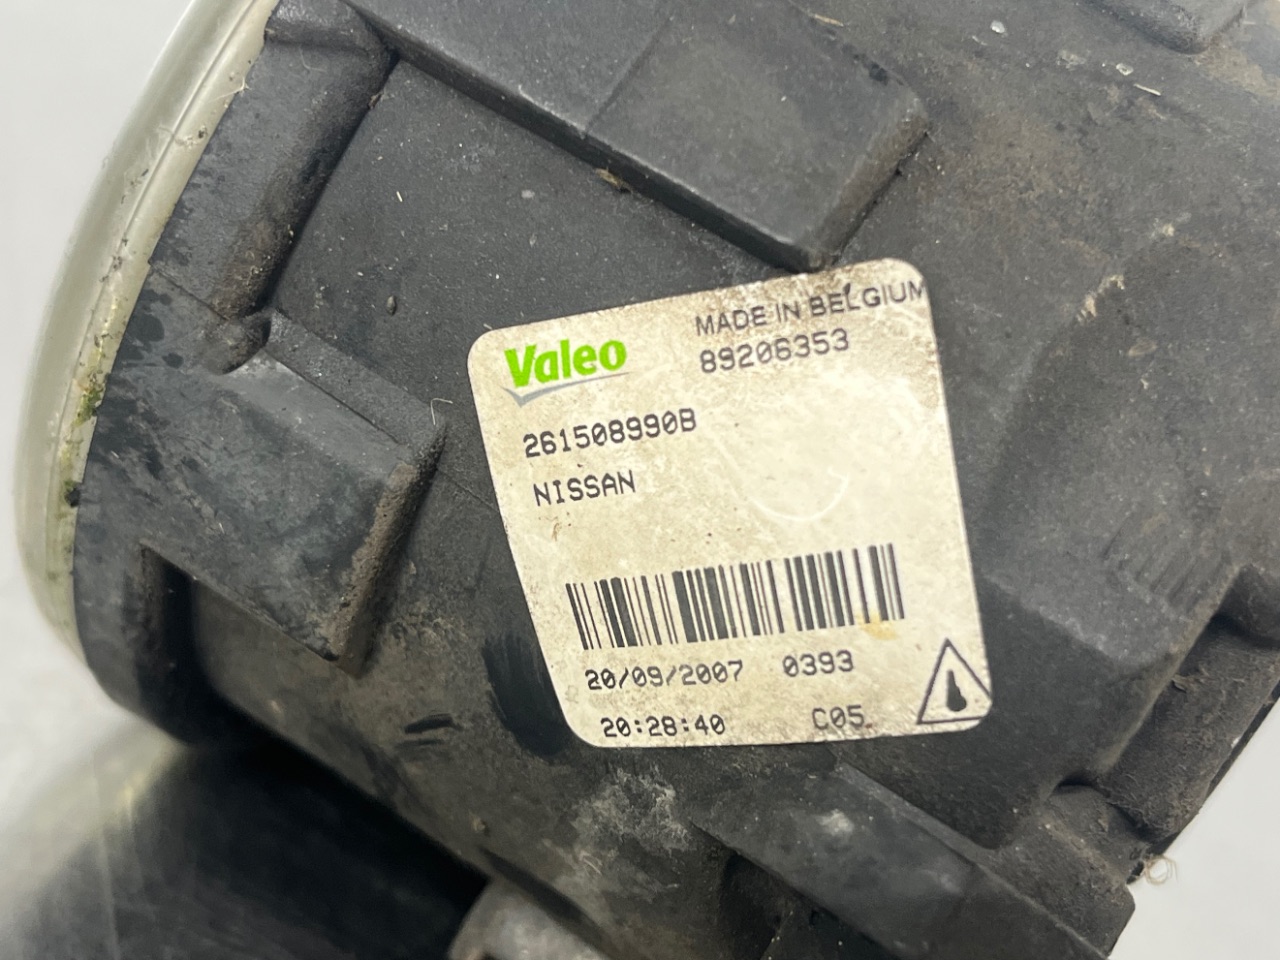 MADE IN BELGIUM
Valeo
89206353
261508990B
NISSAN
20/09/2007 0393
20:28:40 C05